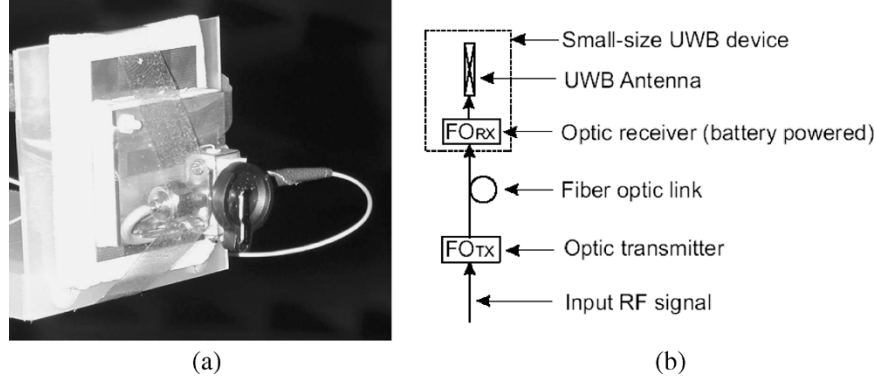 Small-size UWB device
UWB Antenna
FORX
Optic receiver (battery powered)
Fiber optic link
FOTX
Optic transmitter
Input RF signal
(a)
(b)